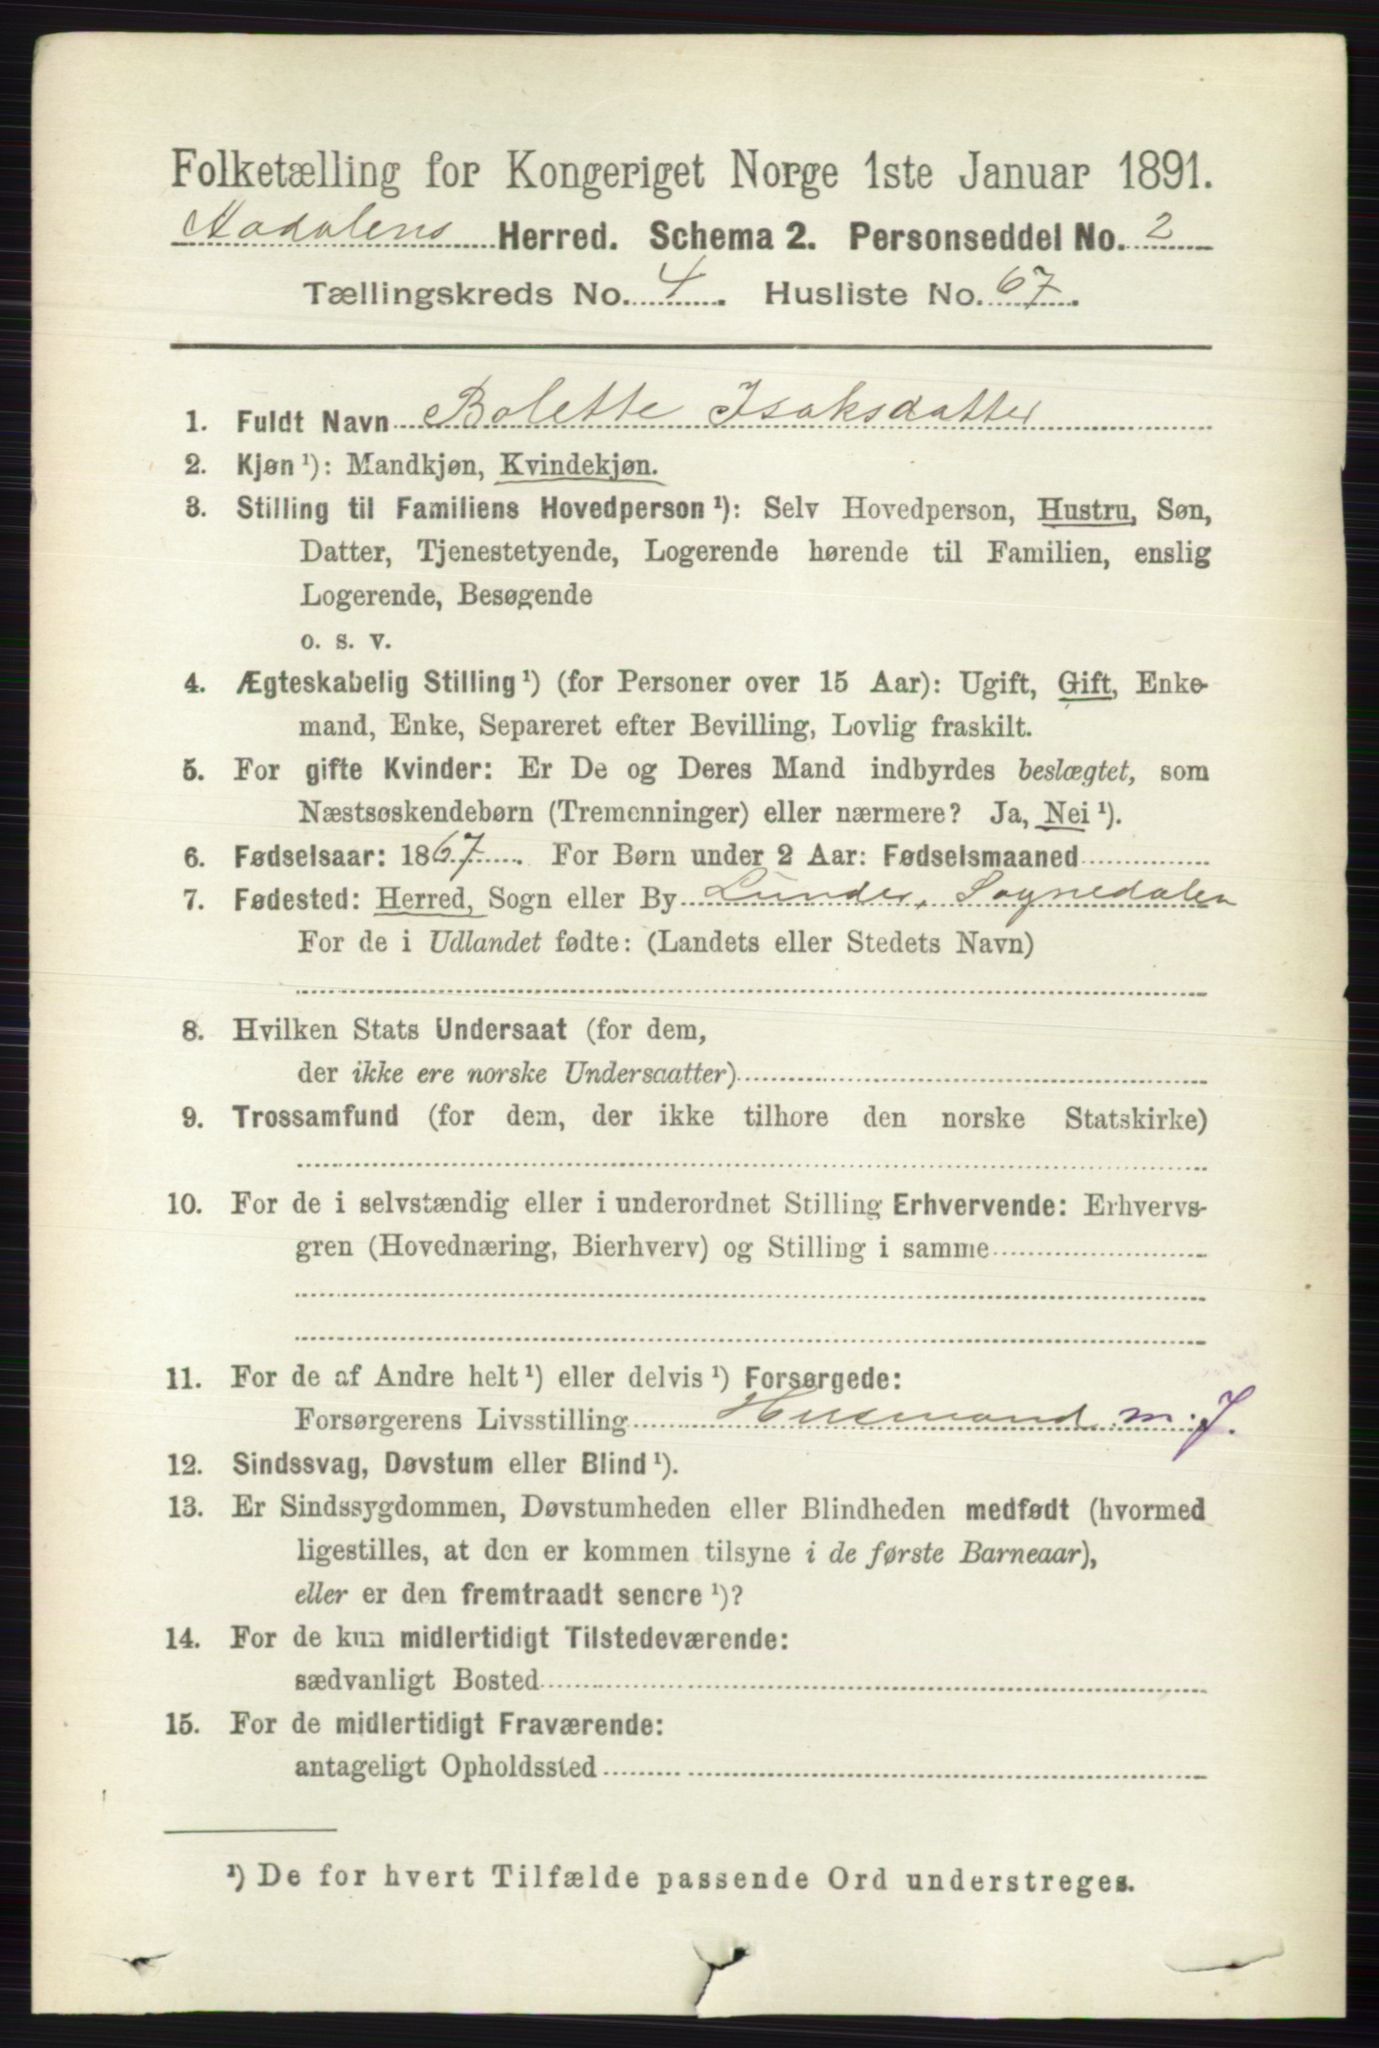 Folketælling for Kongeriget Norge 1ste Januar 1891.
Aadalens Herred. Schema 2. Personseddel No. 2
Tællingskreds No. 4. Husliste No. 67.
1. Fuldt Navn Bolette Isaksdatter
2. Kjøn ¹): Mandkjøn, Kvindekjøn.
3. Stilling til Familiens Hovedperson ¹): Selv Hovedperson, Hustru, Søn,
Datter, Tjenestetyende, Logerende hørende til Familien, enslig
Logerende, Besøgende
o. s. v.
4. Ægteskabelig Stilling ¹) (for Personer over 15 Aar): Ugift, Gift, Enke-
mand, Enke, Separeret efter Bevilling, Lovlig fraskilt.
5. For gifte Kvinder: Er De og Deres Mand indbyrdes beslægtet, som
Næstsøskendebørn (Tremenninger) eller nærmere? Ja, Nei ¹).
6. Fødselsaar: 1867. For Børn under 2 Aar: Fødselsmaaned
7. Fødested: Herred, Sogn eller By Lunder, Sognedalen
For de i Udlandet fødte: (Landets eller Stedets Navn)
8. Hvilken Stats Undersaat (for dem,
der ikke ere norske Undersaatter)
9. Trossamfund (for dem, der ikke tilhore den norske Statskirke)
10. For de i selvstændig eller i underordnet Stilling Erhvervende: Erhvervs-
gren (Hovednæring, Bierhverv) og Stilling i samme
11. For de af Andre helt ¹) eller delvis ¹) Forsørgede:
Forsørgerens Livsstilling Husmand m. J.
12. Sindssvag, Døvstum eller Blind ¹).
13. Er Sindssygdommen, Døvstumheden eller Blindheden medfødt (hvormed
ligestilles, at den er kommen tilsyne i de første Barneaar),
eller er den fremtraadt senere ¹)?
14. For de kun midlertidigt Tilstedeværende:
sædvanligt Bosted
15. For de midlertidigt Fraværende:
antageligt Opholdssted
¹) De for hvert Tilfælde passende Ord understreges.